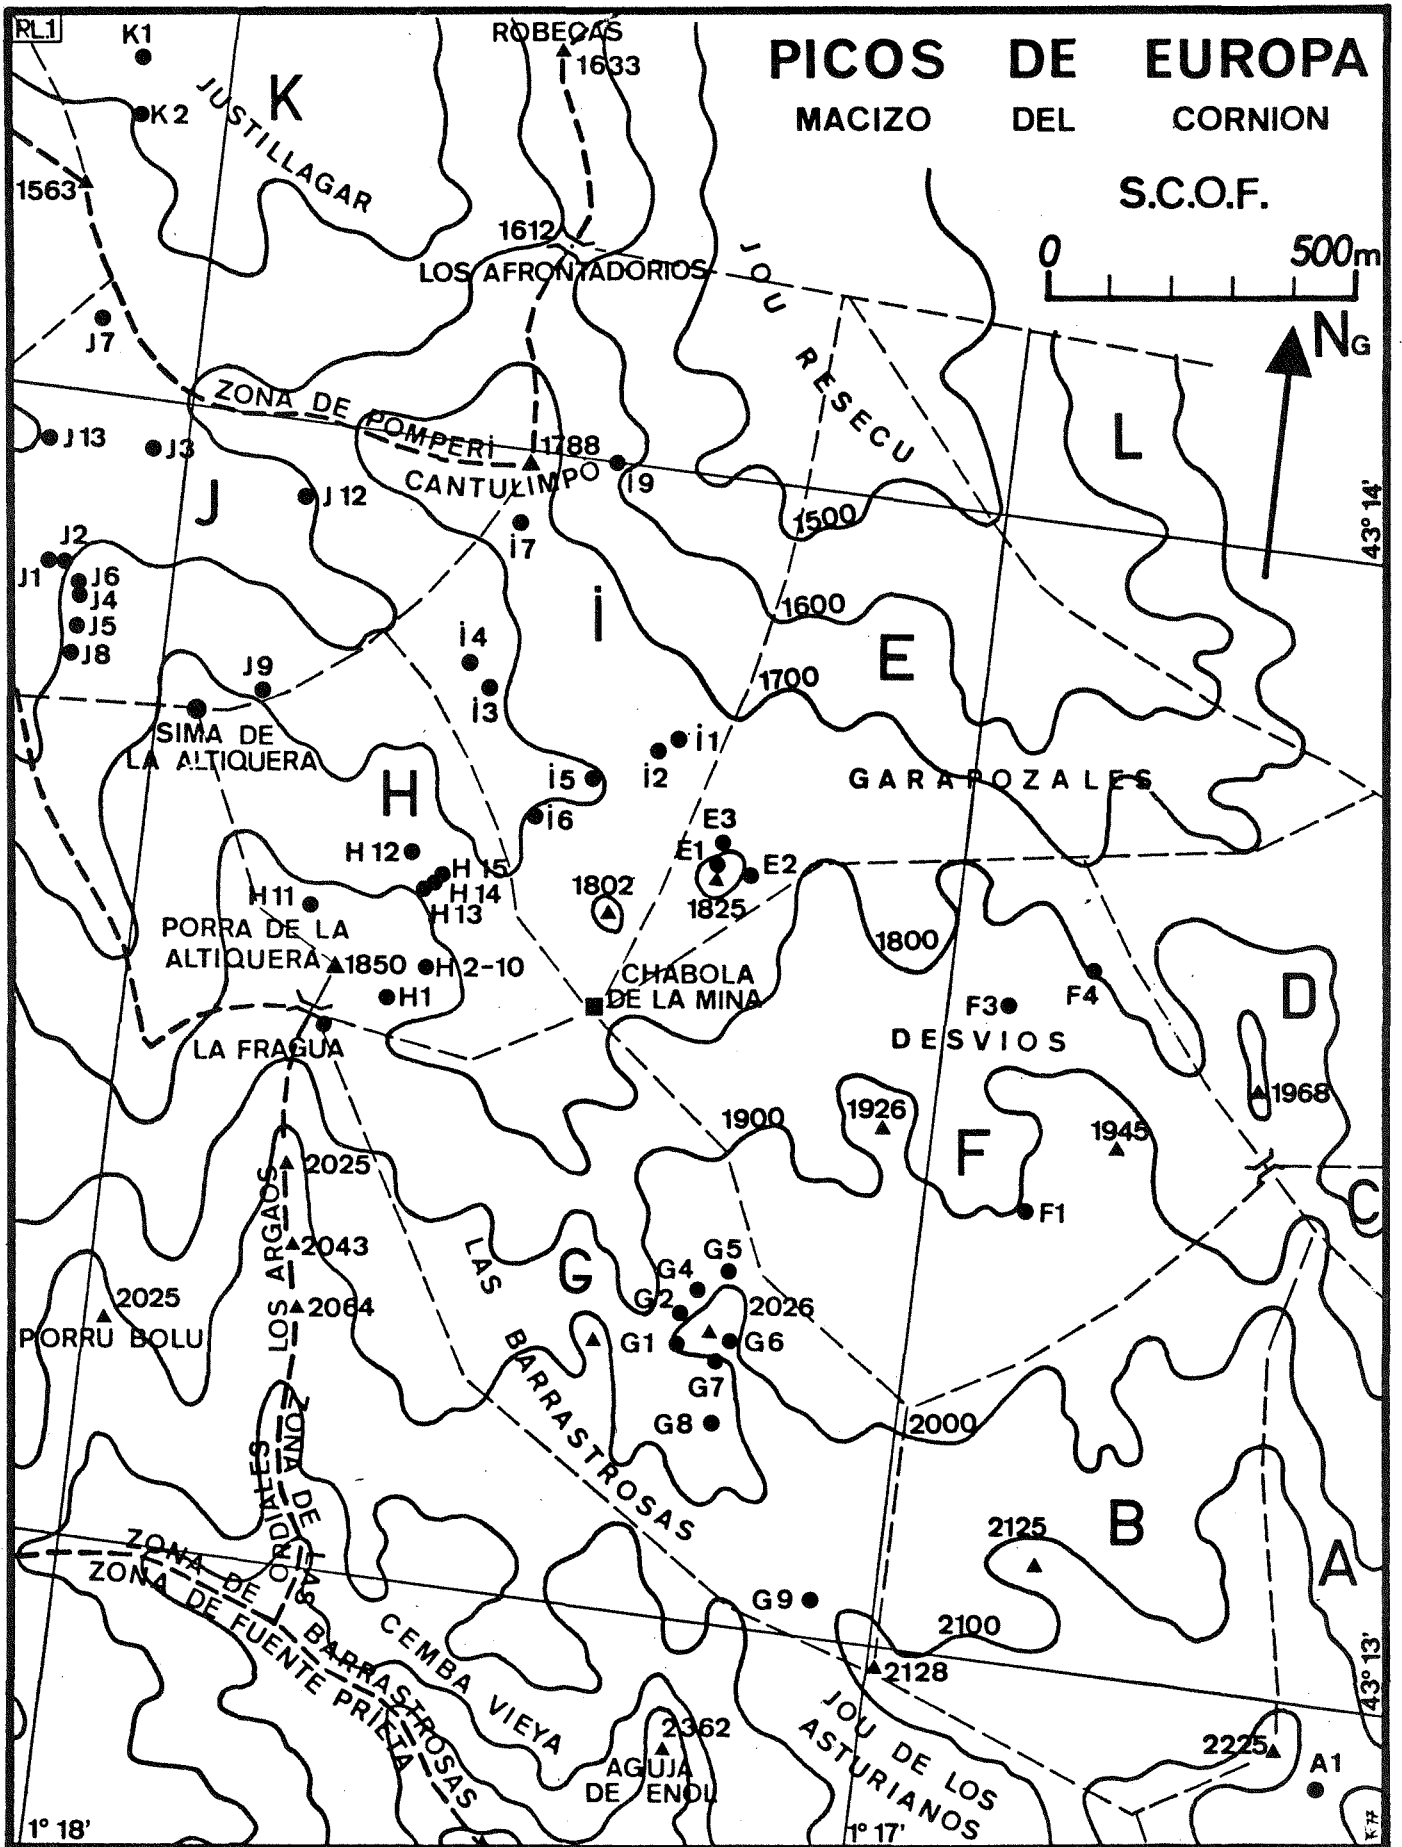 RL.1
K1
K2
K
JUSTILLAGAR
ROBECAS
1633
PICOS DE EUROPA
MACIZO DEL CORNION
S.C.O.F.
0 500m
NG
1563
1612
LOS AFRONTADORIOS
JOU RESECU
J7
ZONA DE POMPERÍ
1788
CANTULIMPO
i9
L
J13
J3
J
J12
i7
1500
43° 14'
J2
J1
J6
J4
J5
J8
i
1600
E
i4
i3
J9
1700
SIMA DE
LA ALTIQUERA
i1
i2
i5
i6
GARAPOZALES
H
H12
H15
H14
H13
H11
E3
E1
E2
1825
1802
PORRA DE LA
ALTIQUERA
1850
H2-10
H1
1800
CHABOLA
DE LA MINA
F3
F4
D
DESVIOS
LA FRAGUA
1968
1900
1926
1945
F
F1
C
2025
LOS ARGAOS
2043
2064
2025
PORRU BOLU
LAS BARRASTROSAS
G
G5
G4
G2
2026
G1
G6
G7
G8
2000
ORDIALES
ZONA DE LAS
ZONA DE BARRASTROSAS
ZONA DE FUENTE PRIETA
CEMBA VIEYA
B
2125
A
G9
2100
2128
43° 13'
2362
AGUJA
DE ENOL
JOU DE LOS
ASTURIANOS
2225
A1
1° 18'
1° 17'